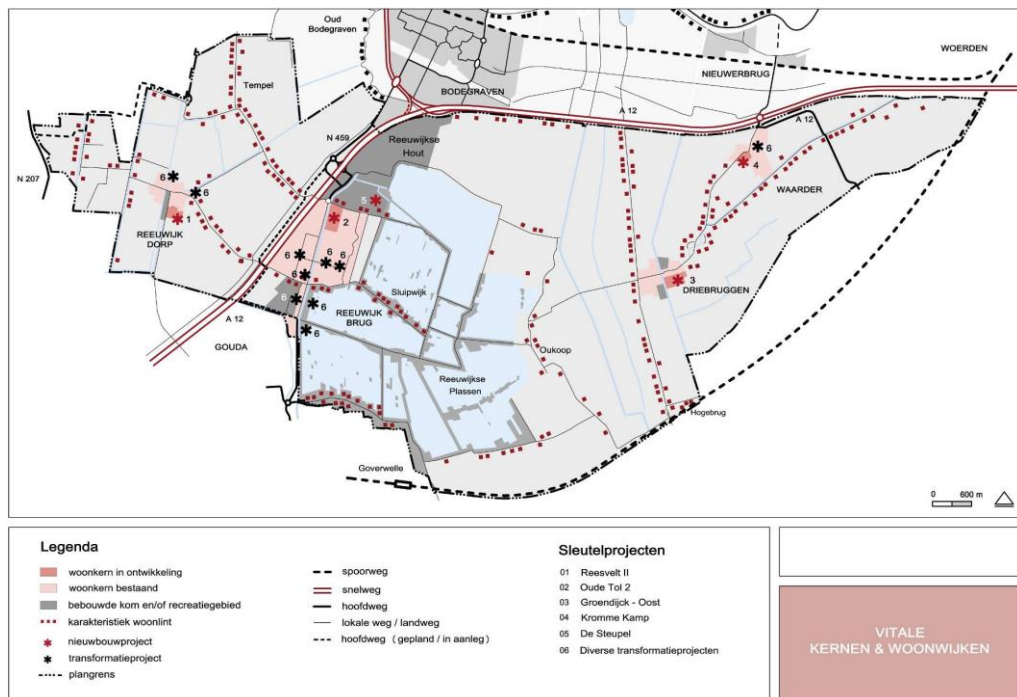 Oud
Bodegraven
WOERDEN
NIEUWERBRUG
BODEGRAVEN
Tempel
A 12
A 12
N 459
Reeuwijkse
Hout
N 207
6
6
6
4
WAARDER
1
5
2
REEUWIJK
DORP
6
6
6
6
Sluipwijk
3
DRIEBRUGGEN
6
6
REEUWIJK
BRUG
A 12
6
GOUDA
Oukoop
Reeuwijkse
Plassen
Hogebrug
Goverwelle
0 600 m
Legenda
woonkern in ontwikkeling
woonkern bestaand
bebouwde kom en/of recreatiegebied
karakteristiek woonlint
nieuwbouwproject
transformatieproject
plangrens
spoorweg
snelweg
hoofdweg
lokale weg / landweg
hoofdweg (gepland / in aanleg)
Sleutelprojecten
01 Reesvelt II
02 Oude Tol 2
03 Groendijck - Oost
04 Kromme Kamp
05 De Steupel
06 Diverse transformatieprojecten
VITALE
KERNEN & WOONWIJKEN